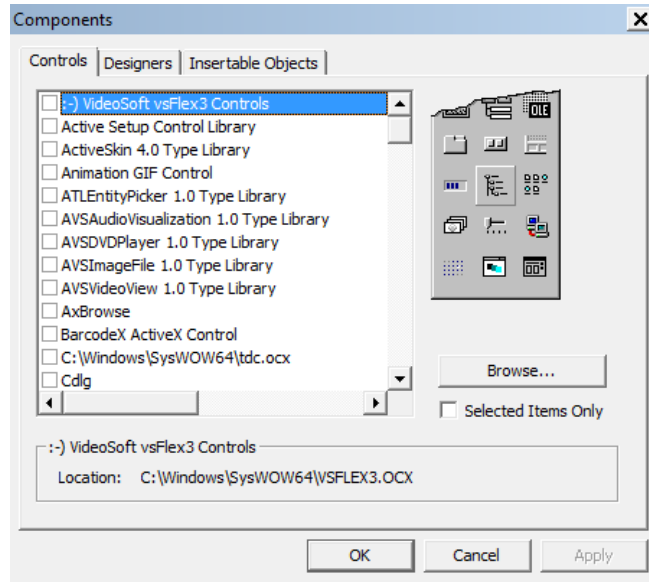 Components
Controls
Designers
Insertable Objects
:-) VideoSoft vsFlex3 Controls
Active Setup Control Library
ActiveSkin 4.0 Type Library
Animation GIF Control
ATLEntityPicker 1.0 Type Library
AVSAudioVisualization 1.0 Type Library
AVSDVDPlayer 1.0 Type Library
AVSImageFile 1.0 Type Library
AVSVideoView 1.0 Type Library
AxBrowse
BarcodeX ActiveX Control
C:\Windows\SysWOW64\tdc.ocx
Cdlg
OLE
Browse...
Selected Items Only
:-) VideoSoft vsFlex3 Controls
Location: C:\Windows\SysWOW64\VSFLEX3.OCX
OK
Cancel
Apply